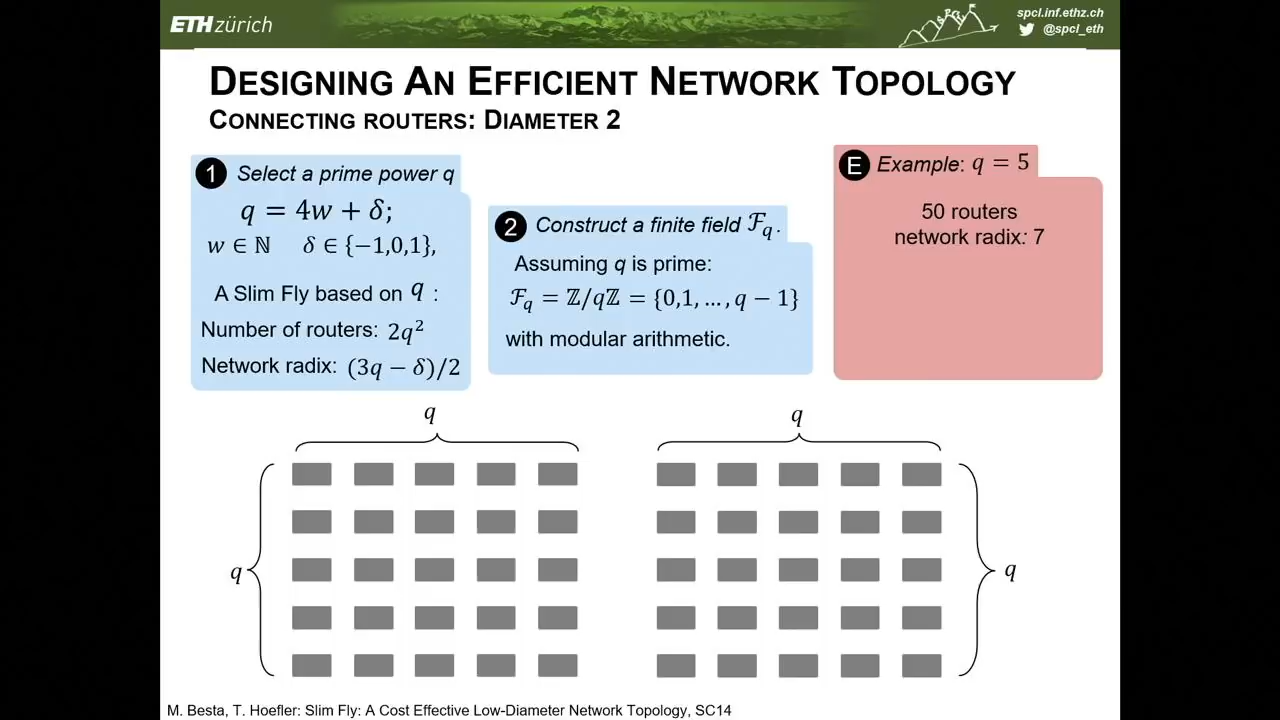 ETH zürich
spcl.inf.ethz.ch
@spcl_eth
DESIGNING AN EFFICIENT NETWORK TOPOLOGY
CONNECTING ROUTERS: DIAMETER 2
1 Select a prime power q
q = 4w + δ;
w ∈ ℕ δ ∈ {−1,0,1},
A Slim Fly based on q :
Number of routers: 2q²
Network radix: (3q − δ)/2
2 Construct a finite field ℱq.
Assuming q is prime:
ℱq = ℤ/qℤ = {0,1, …, q − 1}
with modular arithmetic.
E Example: q = 5
50 routers
network radix: 7
q
q
q
q
M. Besta, T. Hoefler: Slim Fly: A Cost Effective Low-Diameter Network Topology, SC14